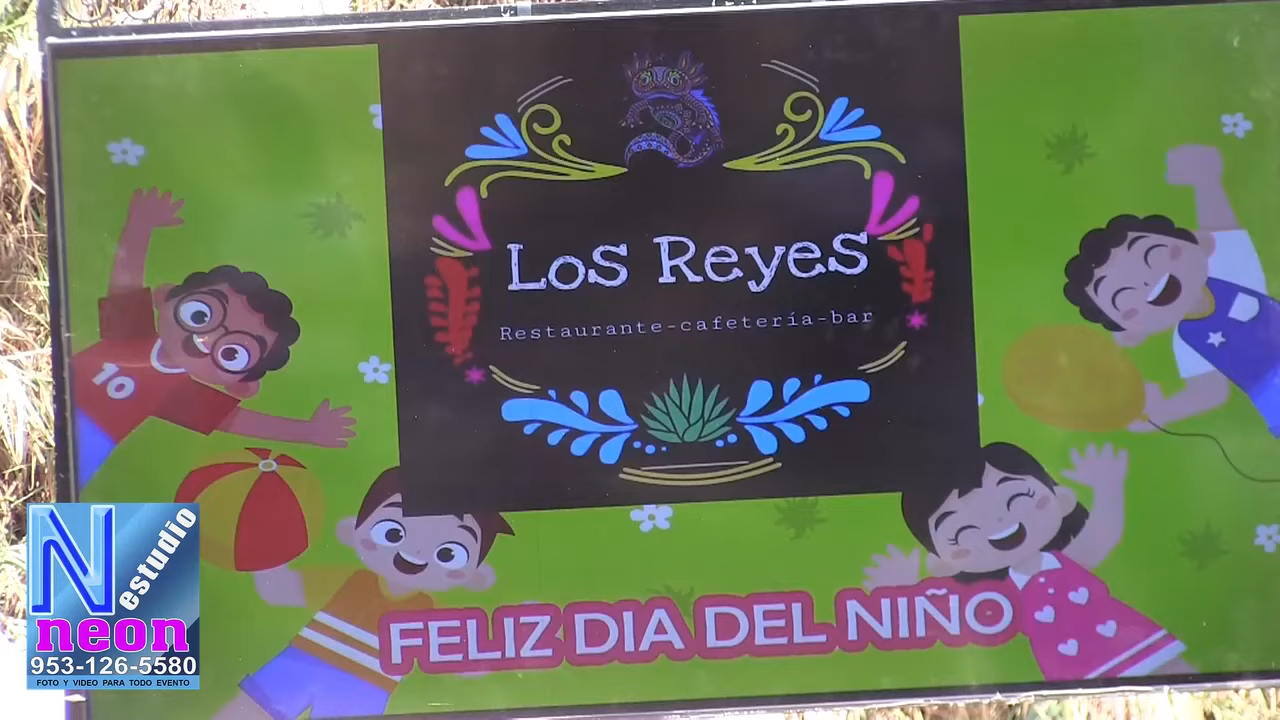 Los Reyes
Restaurante-cafetería-bar
10
FELIZ DIA DEL NIÑO
N estudio
neon
953-126-5580
FOTO Y VIDEO PARA TODO EVENTO